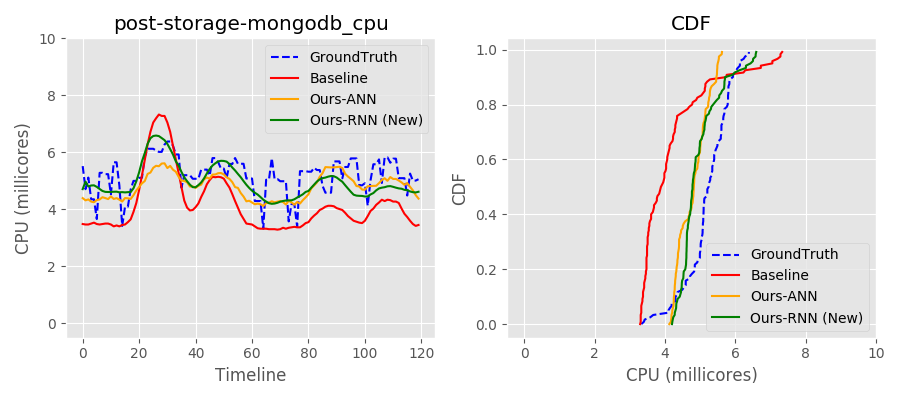 post-storage-mongodb_cpu
CPU (millicores)
10
8
6
4
2
0
GroundTruth
Baseline
Ours-ANN
Ours-RNN (New)
0
20
40
60
80
100
120
Timeline
CDF
CDF
1.0
0.8
0.6
0.4
0.2
0.0
GroundTruth
Baseline
Ours-ANN
Ours-RNN (New)
0
2
4
6
8
10
CPU (millicores)